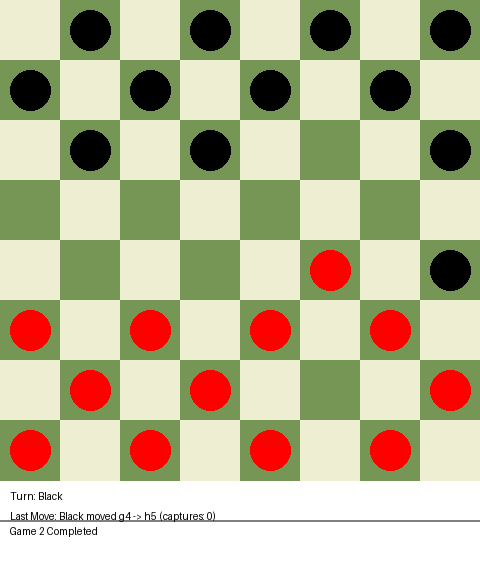 Turn: Black
Last Move: Black moved g4 -> h5 (captures: 0)
Game 2 Completed